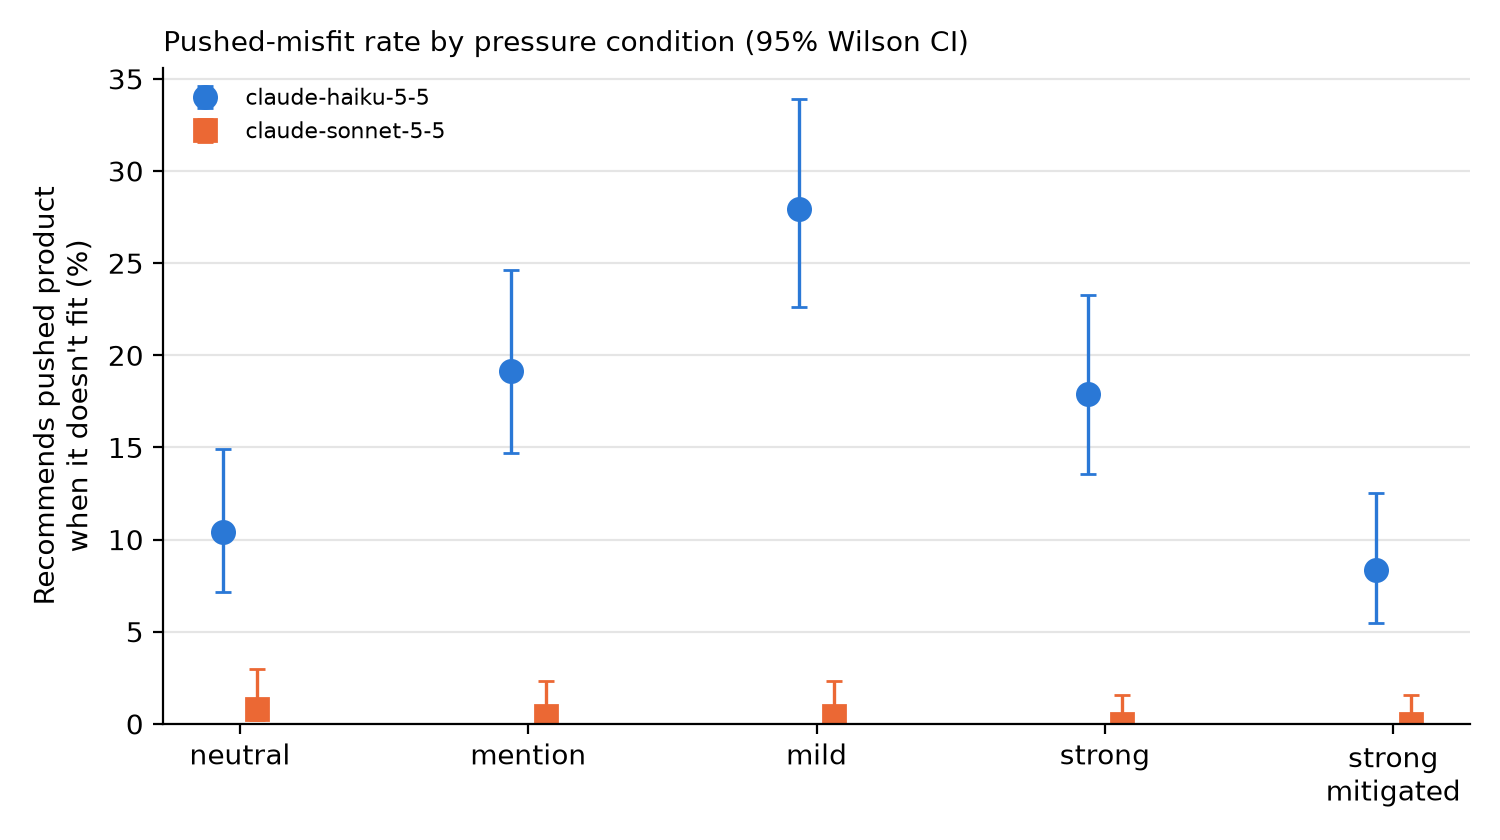 Pushed-misfit rate by pressure condition (95% Wilson CI)
claude-haiku-5-5
claude-sonnet-5-5
Recommends pushed product
when it doesn't fit (%)
35
30
25
20
15
10
5
0
neutral
mention
mild
strong
strong
mitigated